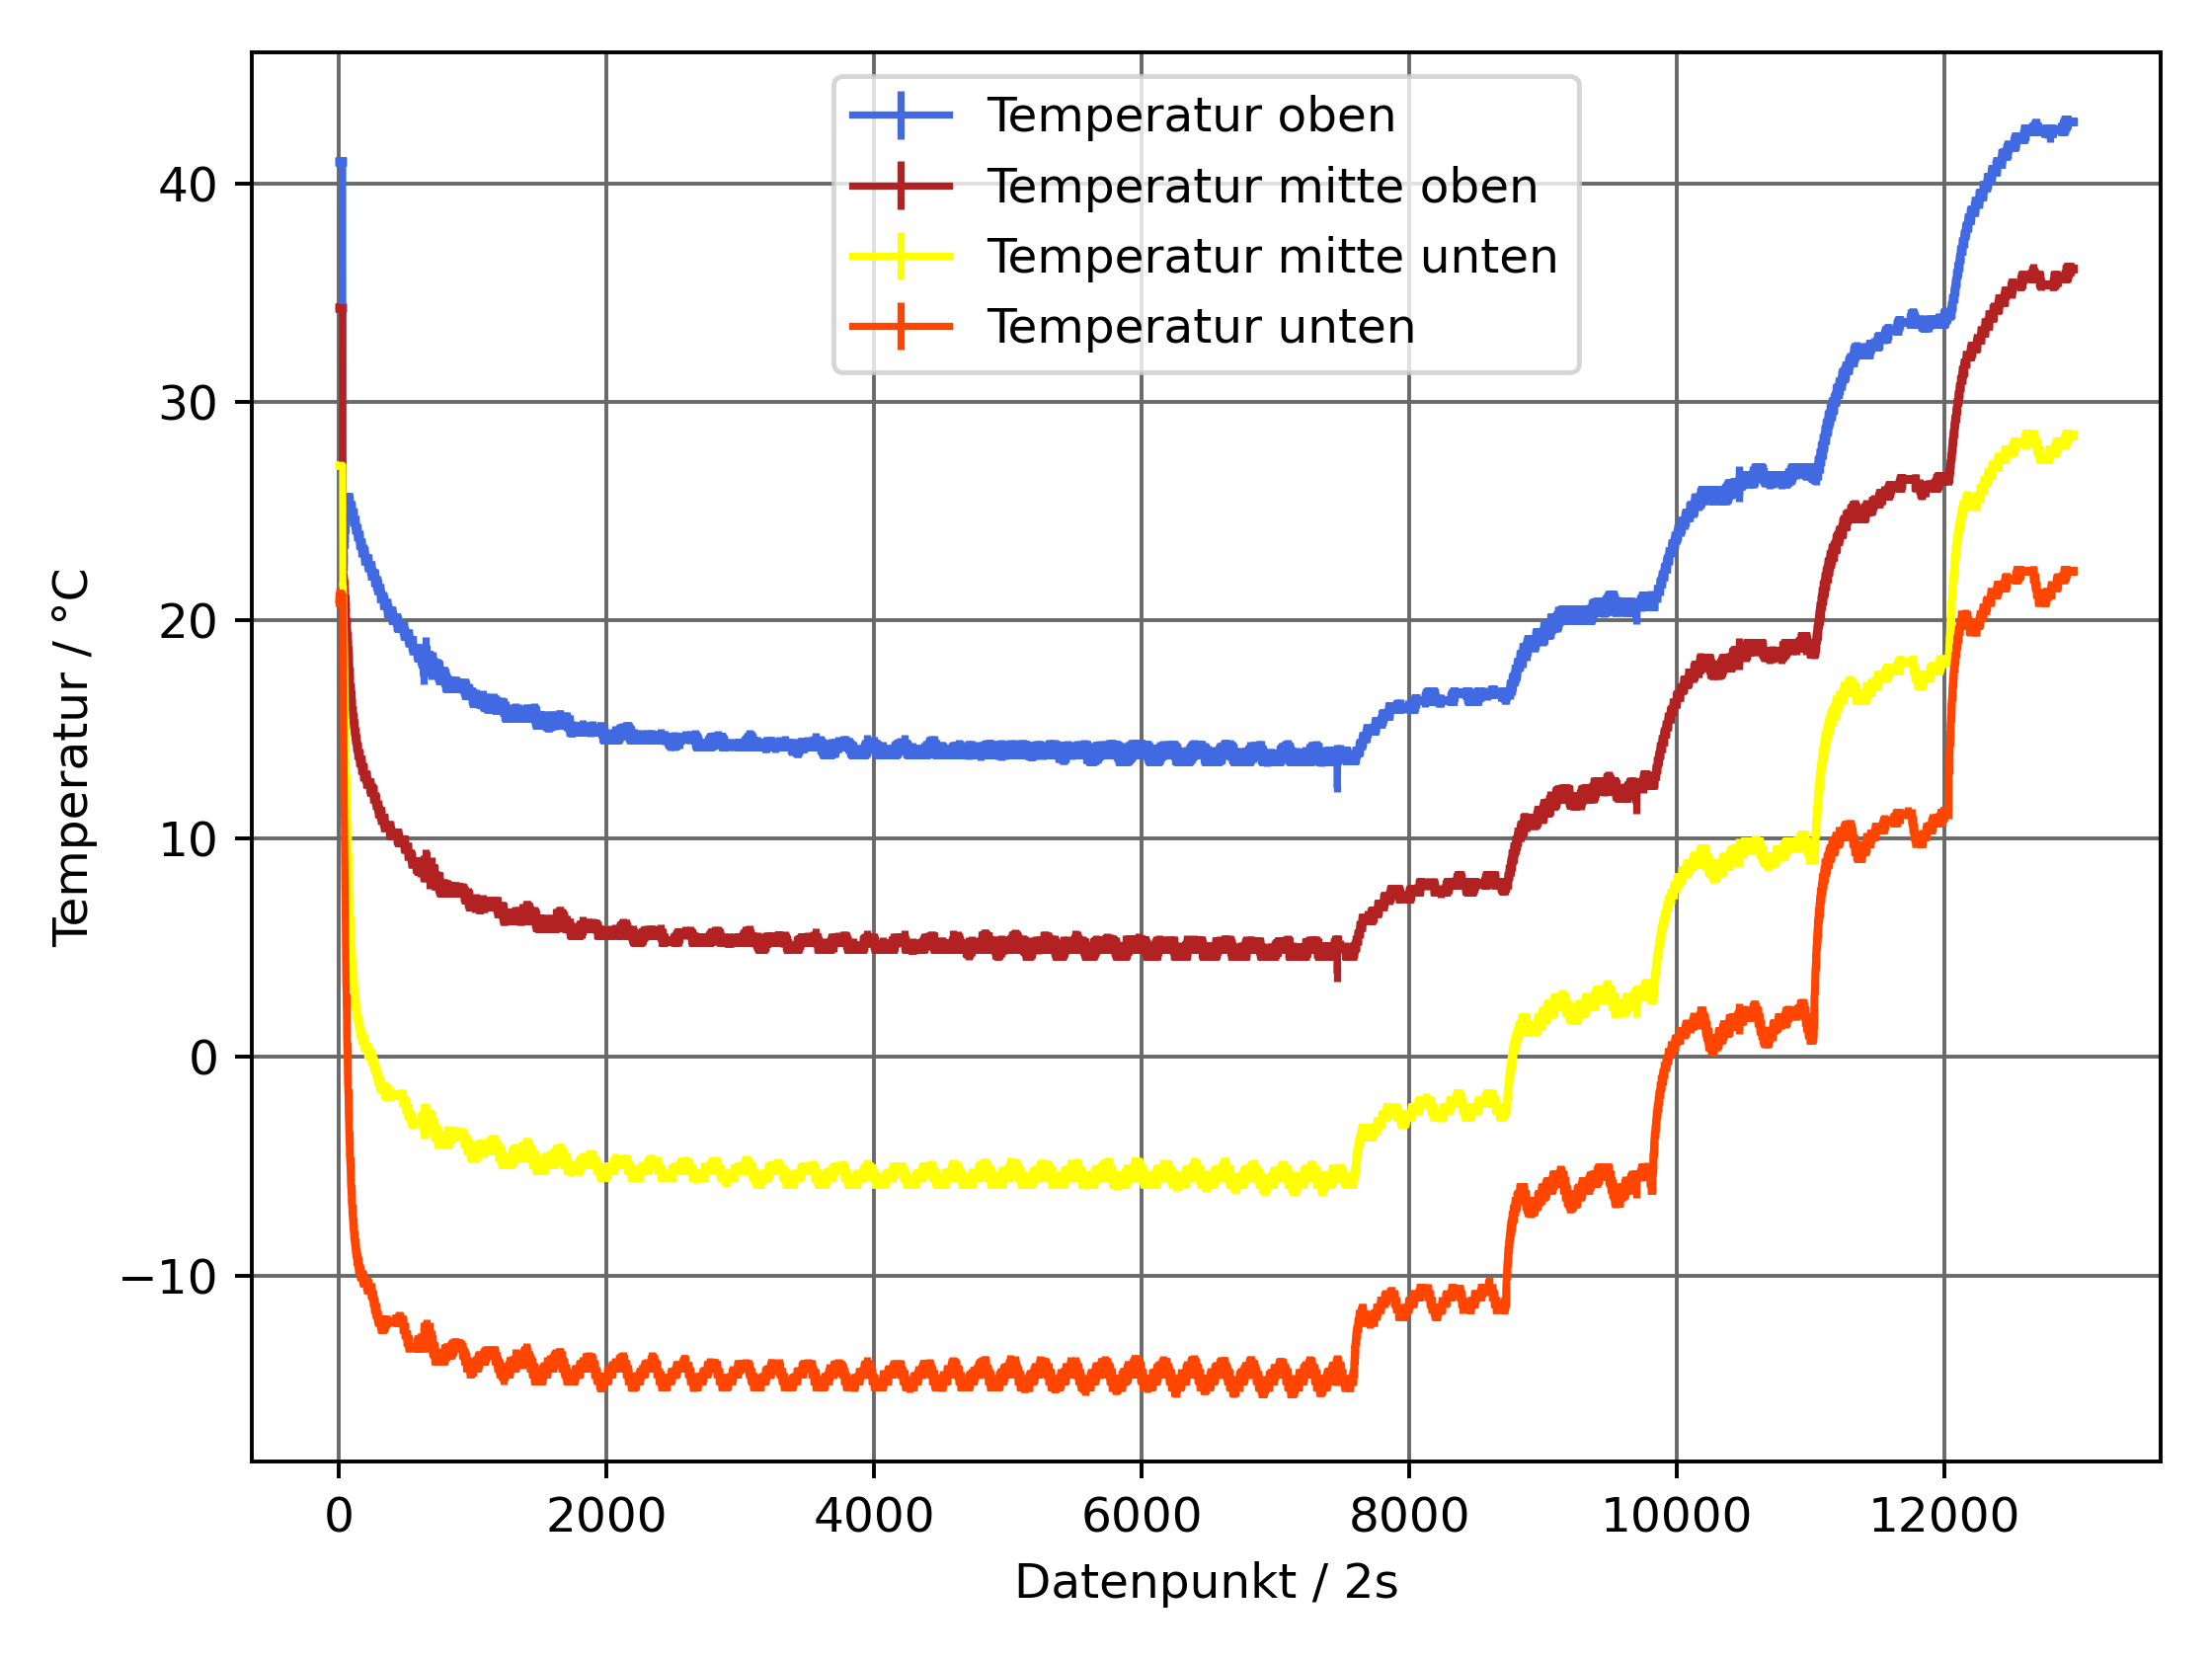 Temperatur oben
Temperatur mitte oben
Temperatur mitte unten
Temperatur unten
Temperatur / °C
40
30
20
10
0
−10
0 2000 4000 6000 8000 10000 12000
Datenpunkt / 2s